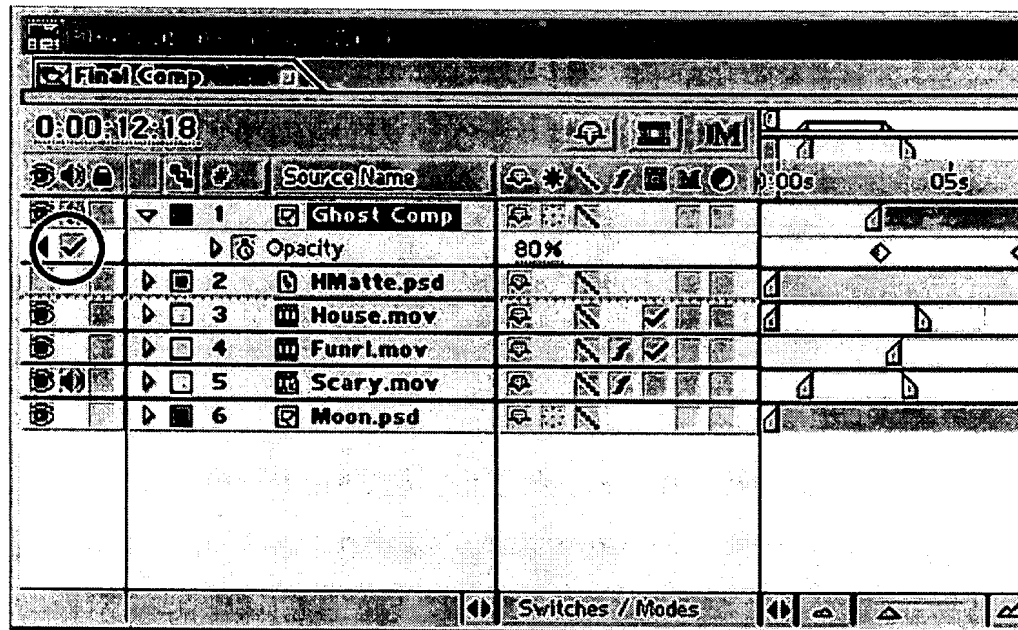 Final Comp
0:00:12:18
M
# Source Name M 0:00s 05s
1 Ghost Comp
Opacity 80%
2 HMatte.psd
3 House.mov
4 Funrl.mov
5 Scary.mov
6 Moon.psd
Switches / Modes